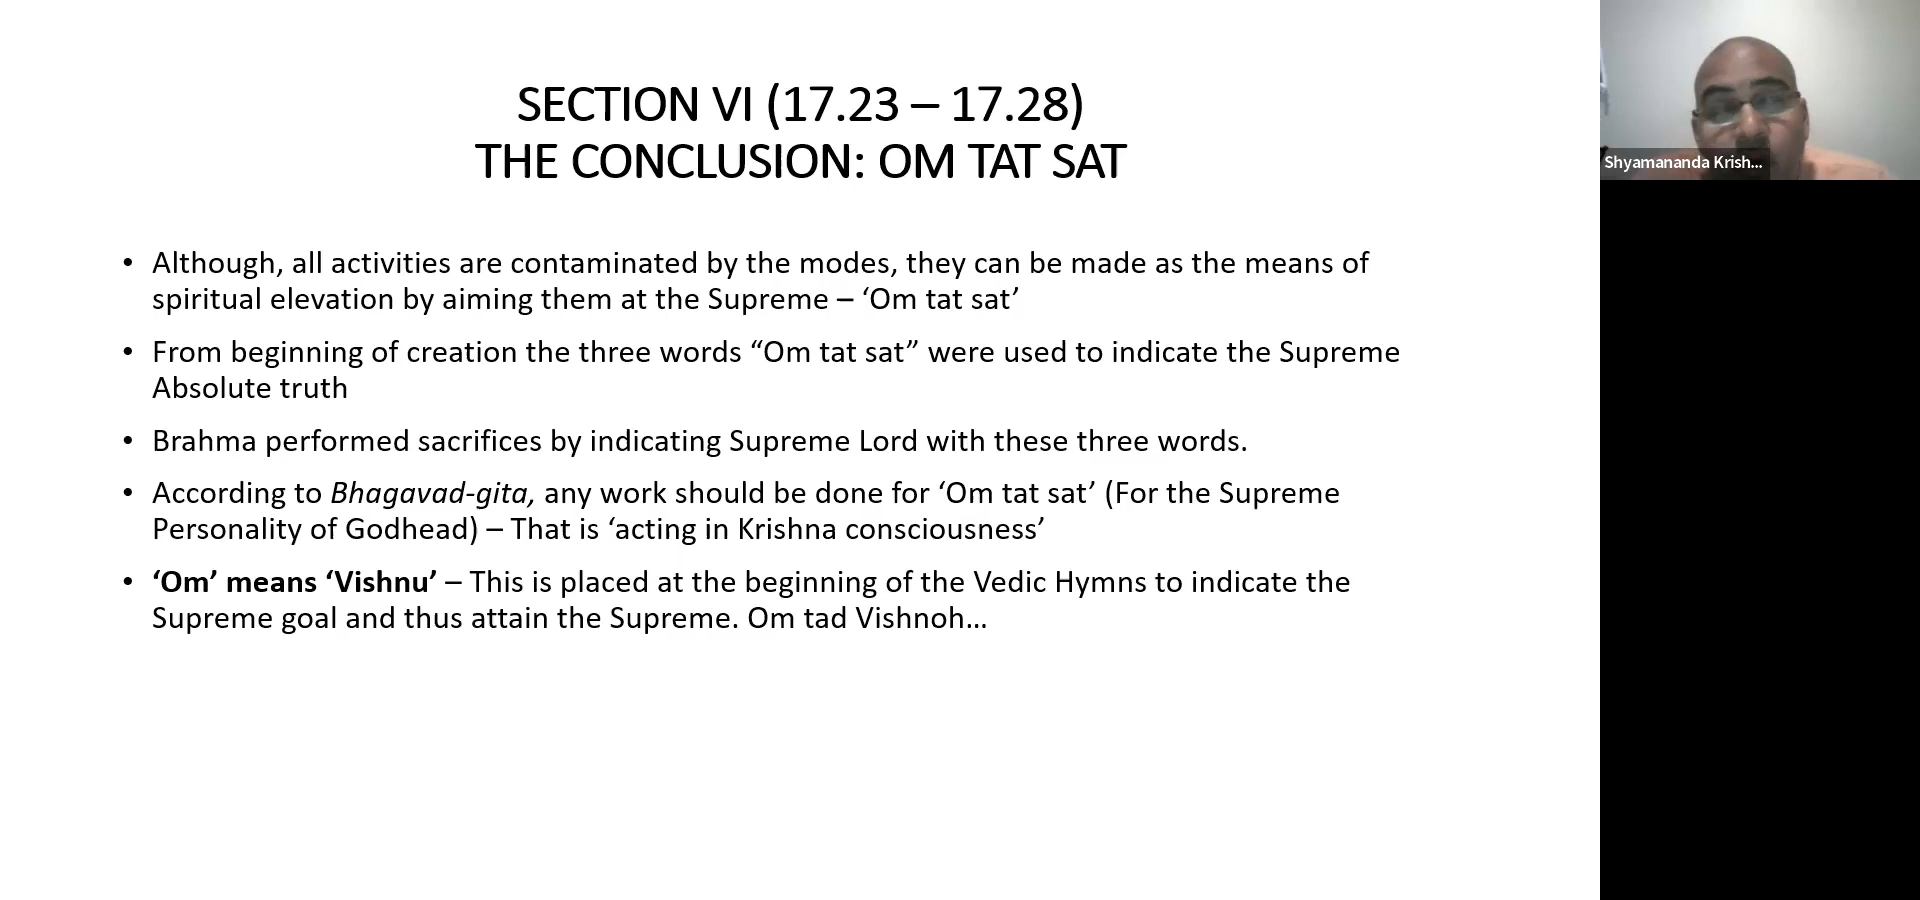 SECTION VI (17.23 – 17.28)
THE CONCLUSION: OM TAT SAT
• Although, all activities are contaminated by the modes, they can be made as the means of
spiritual elevation by aiming them at the Supreme – ‘Om tat sat’
• From beginning of creation the three words “Om tat sat” were used to indicate the Supreme
Absolute truth
• Brahma performed sacrifices by indicating Supreme Lord with these three words.
• According to Bhagavad-gita, any work should be done for ‘Om tat sat’ (For the Supreme
Personality of Godhead) – That is ‘acting in Krishna consciousness’
• ‘Om’ means ‘Vishnu’ – This is placed at the beginning of the Vedic Hymns to indicate the
Supreme goal and thus attain the Supreme. Om tad Vishnoh…
Shyamananda Krish...